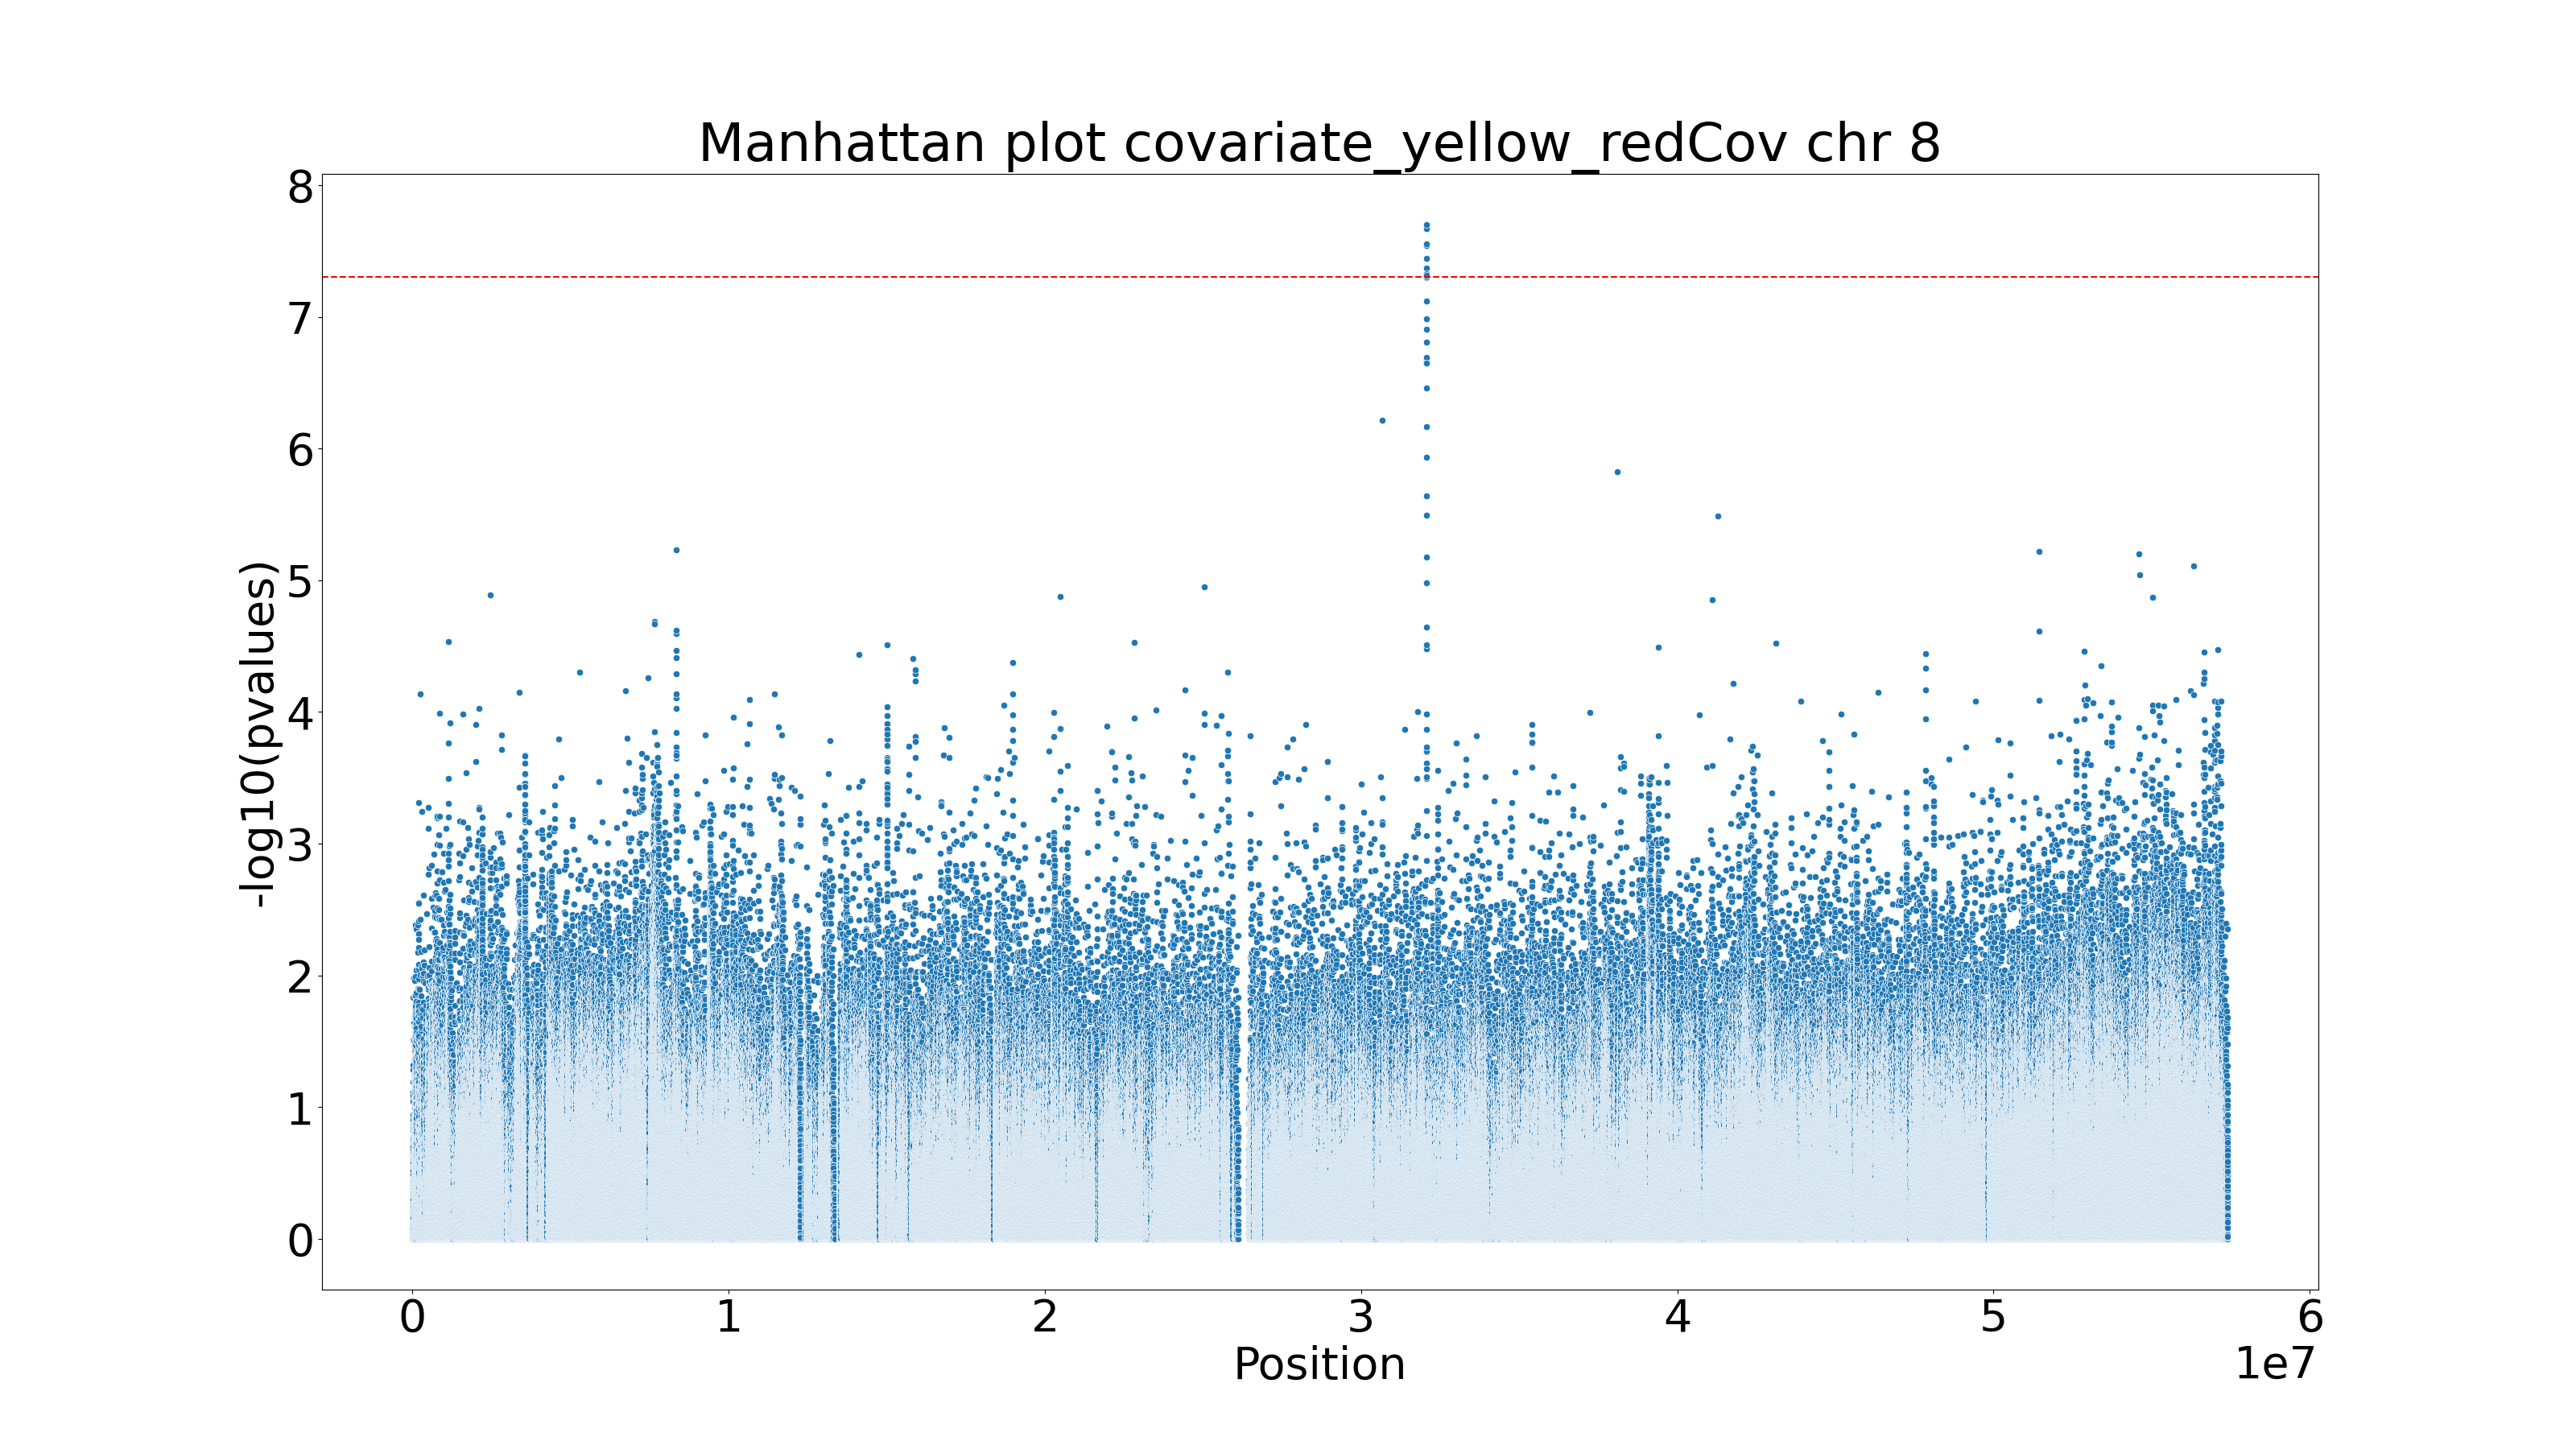 Manhattan plot covariate_yellow_redCov chr 8
8
7
6
5
4
3
2
1
0
-log10(pvalues)
0 1 2 3 4 5 6
1e7
Position